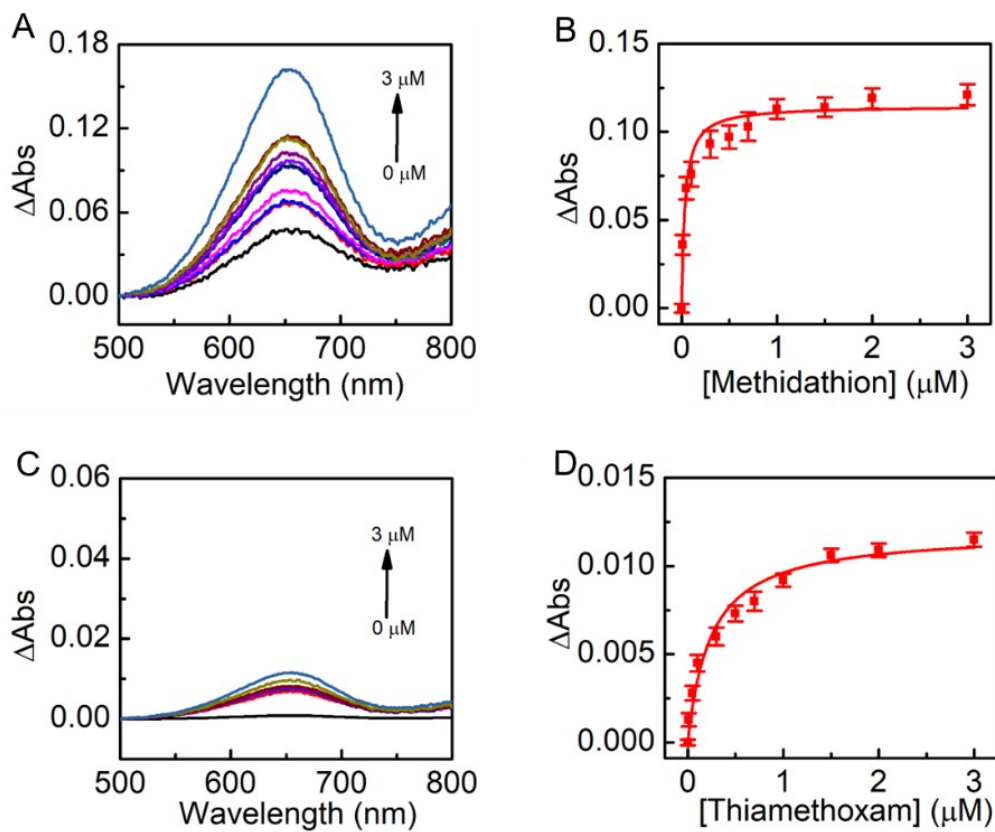 A
0.18
0.12
0.06
0.00
ΔAbs
3 μM
0 μM
500 600 700 800
Wavelength (nm)
B
0.15
0.10
0.05
0.00
ΔAbs
0 1 2 3
[Methidathion] (μM)
C
0.06
0.04
0.02
0.00
ΔAbs
3 μM
0 μM
500 600 700 800
Wavelength (nm)
D
0.015
0.010
0.005
0.000
ΔAbs
0 1 2 3
[Thiamethoxam] (μM)